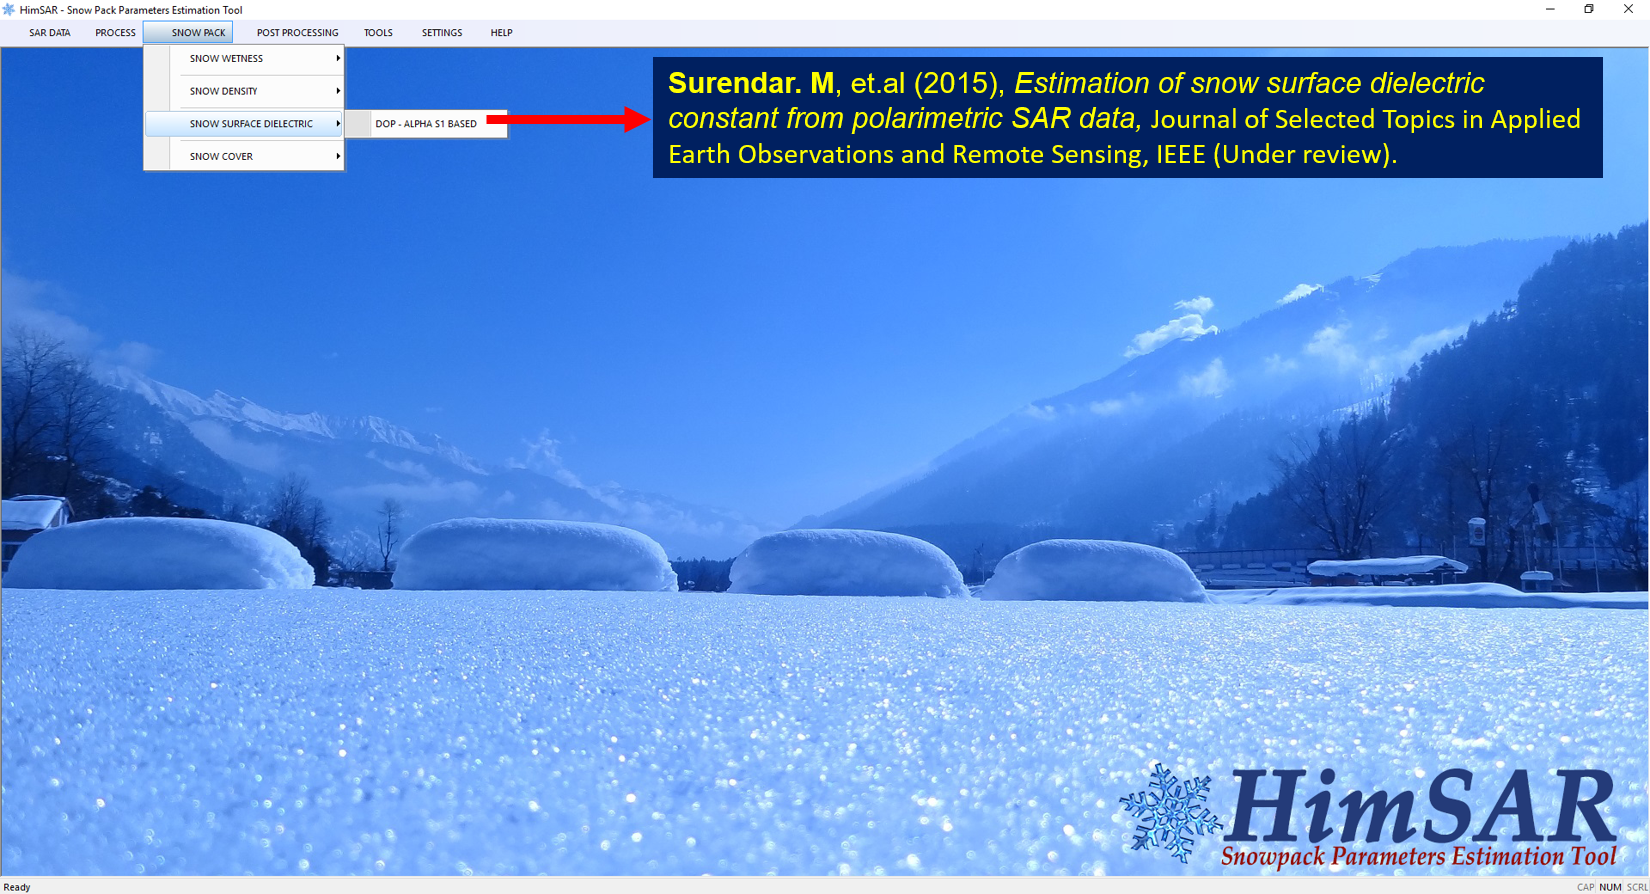 HimSAR - Snow Pack Parameters Estimation Tool
SAR DATA PROCESS SNOW PACK POST PROCESSING TOOLS SETTINGS HELP
SNOW WETNESS
SNOW DENSITY
SNOW SURFACE DIELECTRIC
DOP - ALPHA S1 BASED
SNOW COVER
Surendar. M, et.al (2015), Estimation of snow surface dielectric
constant from polarimetric SAR data, Journal of Selected Topics in Applied
Earth Observations and Remote Sensing, IEEE (Under review).
HimSAR
Snowpack Parameters Estimation Tool
Ready
CAP NUM SCRL